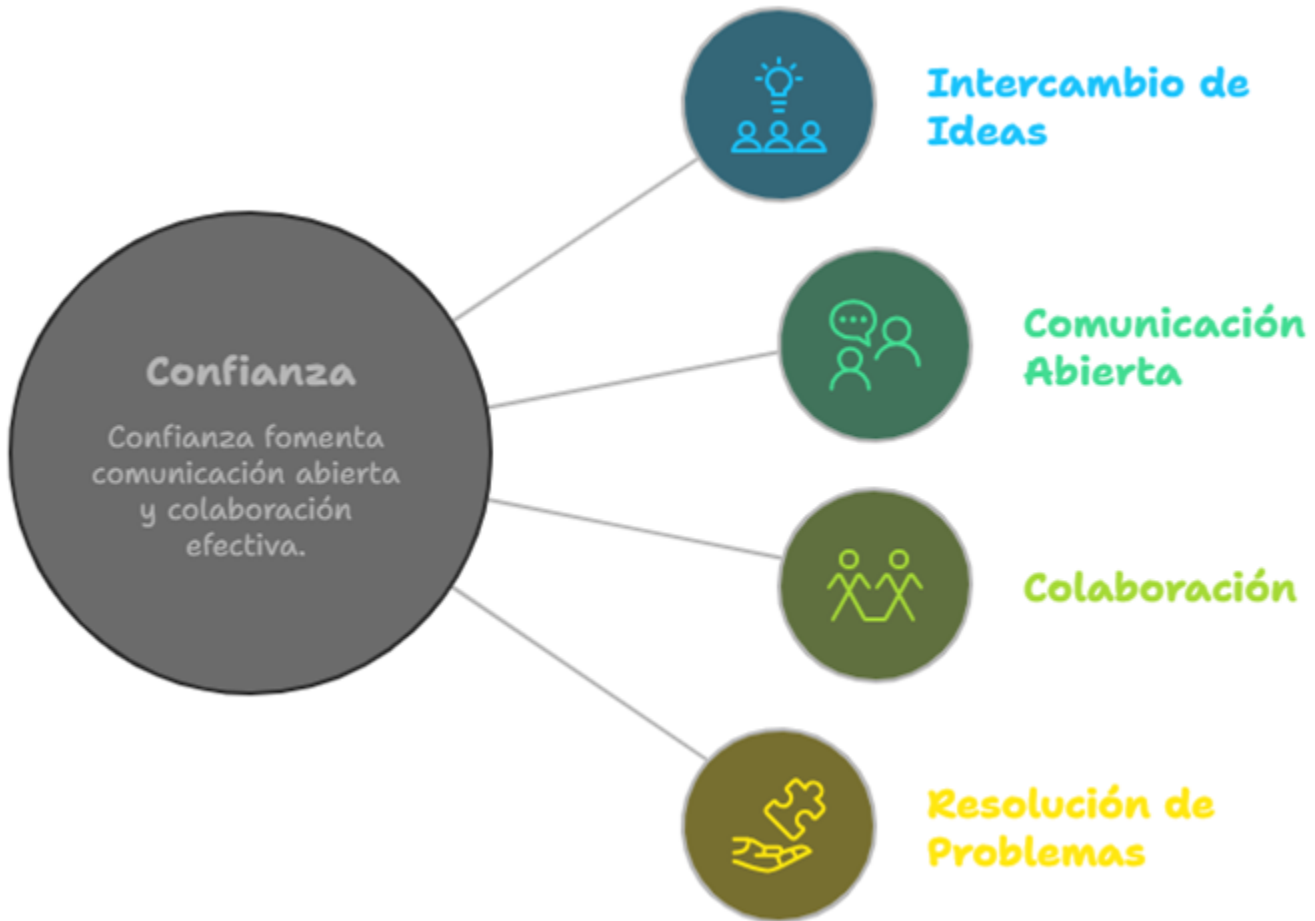 Intercambio de
Ideas
Comunicación
Abierta
Confianza
Confianza fomenta
comunicación abierta
y colaboración
efectiva.
Colaboración
Resolución de
Problemas